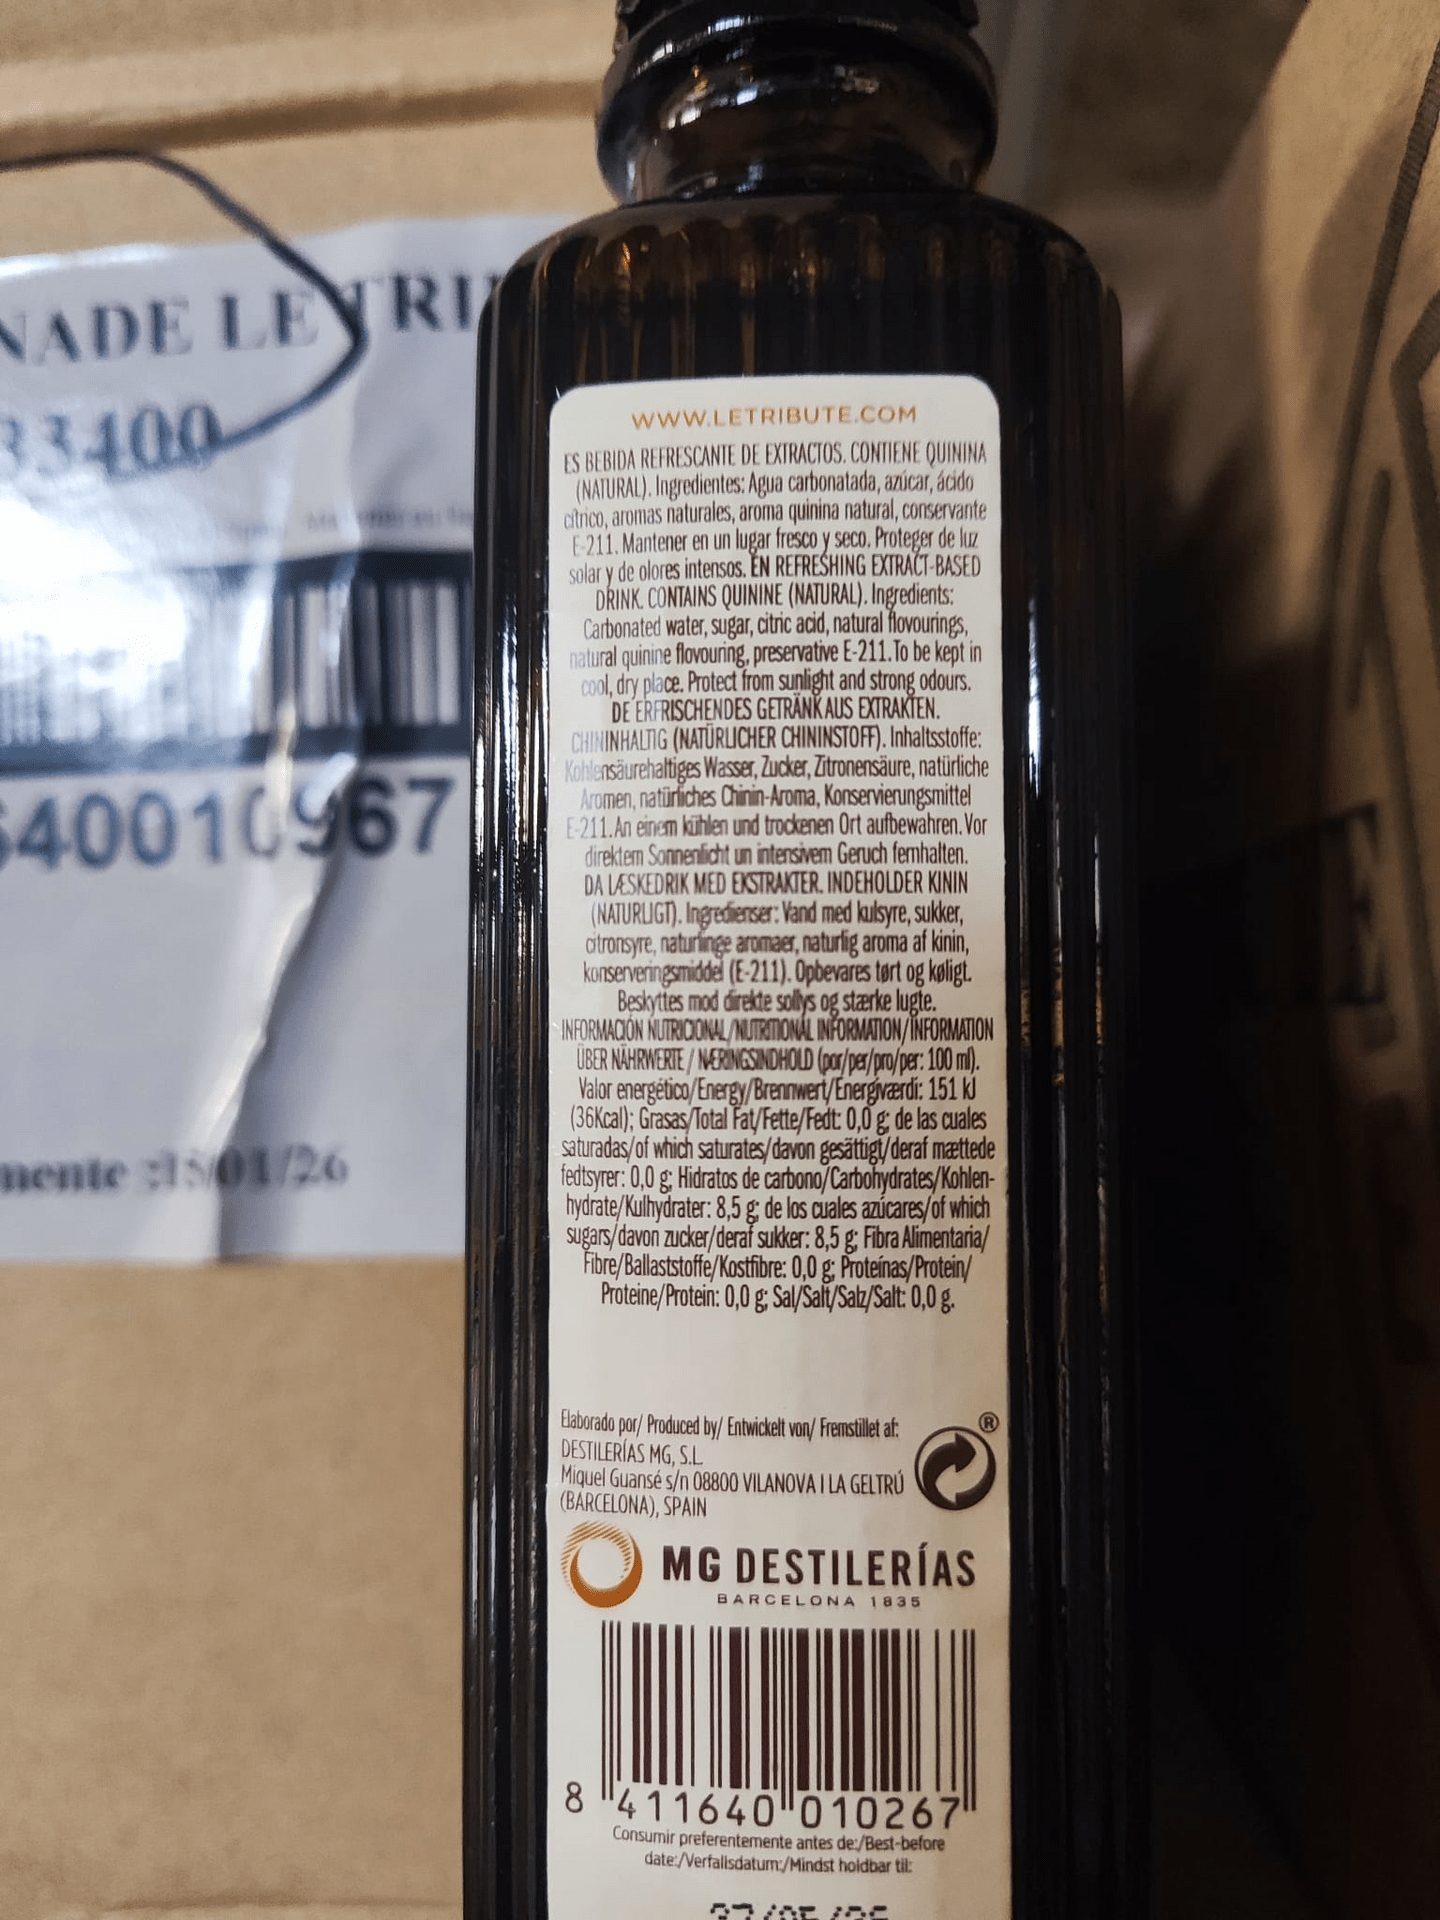 NADE LE TRI
33400
640010967
mente :15/01/26
WWW.LETRIBUTE.COM
ES BEBIDA REFRESCANTE DE EXTRACTOS. CONTIENE QUININA
(NATURAL). Ingredientes: Agua carbonatada, azúcar, ácido
cítrico, aromas naturales, aroma quinina natural, conservante
E-211. Mantener en un lugar fresco y seco. Proteger de luz
solar y de olores intensos. EN REFRESHING EXTRACT-BASED
DRINK. CONTAINS QUININE (NATURAL). Ingredients:
Carbonated water, sugar, citric acid, natural flovourings,
natural quinine flovouring, preservative E-211. To be kept in
cool, dry place. Protect from sunlight and strong odours.
DE ERFRISCHENDES GETRÄNK AUS EXTRAKTEN.
CHININHALTIG (NATÜRLICHER CHININSTOFF). Inhaltsstoffe:
Kohlensäurehaltiges Wasser, Zucker, Zitronensäure, natürliche
Aromen, natürliches Chinin-Aroma, Konservierungsmittel
E-211. An einem kühlen und trockenen Ort aufbewahren. Vor
direktem Sonnenlicht un intensivem Geruch fernhalten.
DA LÆSKEDRIK MED EKSTRAKTER. INDEHOLDER KININ
(NATURLIGT). Ingredienser: Vand med kulsyre, sukker,
citronsyre, naturlinge aromaer, naturlig aroma af kinin,
konserveringsmiddel (E-211). Opbevares tørt og køligt.
Beskyttes mod direkte sollys og stærke lugte.
INFORMACIÓN NUTRICIONAL/NUTRITIONAL INFORMATION/INFORMATION
ÜBER NÄHRWERTE / NÆRINGSINDHOLD (por/per/pro/per: 100 ml).
Valor energético/Energy/Brennwert/Energiværdi: 151 kJ
(36Kcal); Grasas/Total Fat/Fette/Fedt: 0,0 g; de las cuales
saturadas/of which saturates/davon gesättigt/deraf mættede
fedtsyrer: 0,0 g; Hidratos de carbono/Carbohydrates/Kohlen-
hydrate/Kulhydrater: 8,5 g; de los cuales azúcares/of which
sugars/davon zucker/deraf sukker: 8,5 g; Fibra Alimentaria/
Fibre/Ballaststoffe/Kostfibre: 0,0 g; Proteínas/Protein/
Proteine/Protein: 0,0 g; Sal/Salt/Salz/Salt: 0,0 g.
Elaborado por/ Produced by/ Entwickelt von/ Fremstillet af:
DESTILERÍAS MG, S.L.
Miquel Guansé s/n 08800 VILANOVA I LA GELTRÚ
(BARCELONA), SPAIN
®
MG DESTILERÍAS
BARCELONA 1835
8 411640 010267
Consumir preferentemente antes de:/Best-before
date:/Verfallsdatum:/Mindst holdbar til: